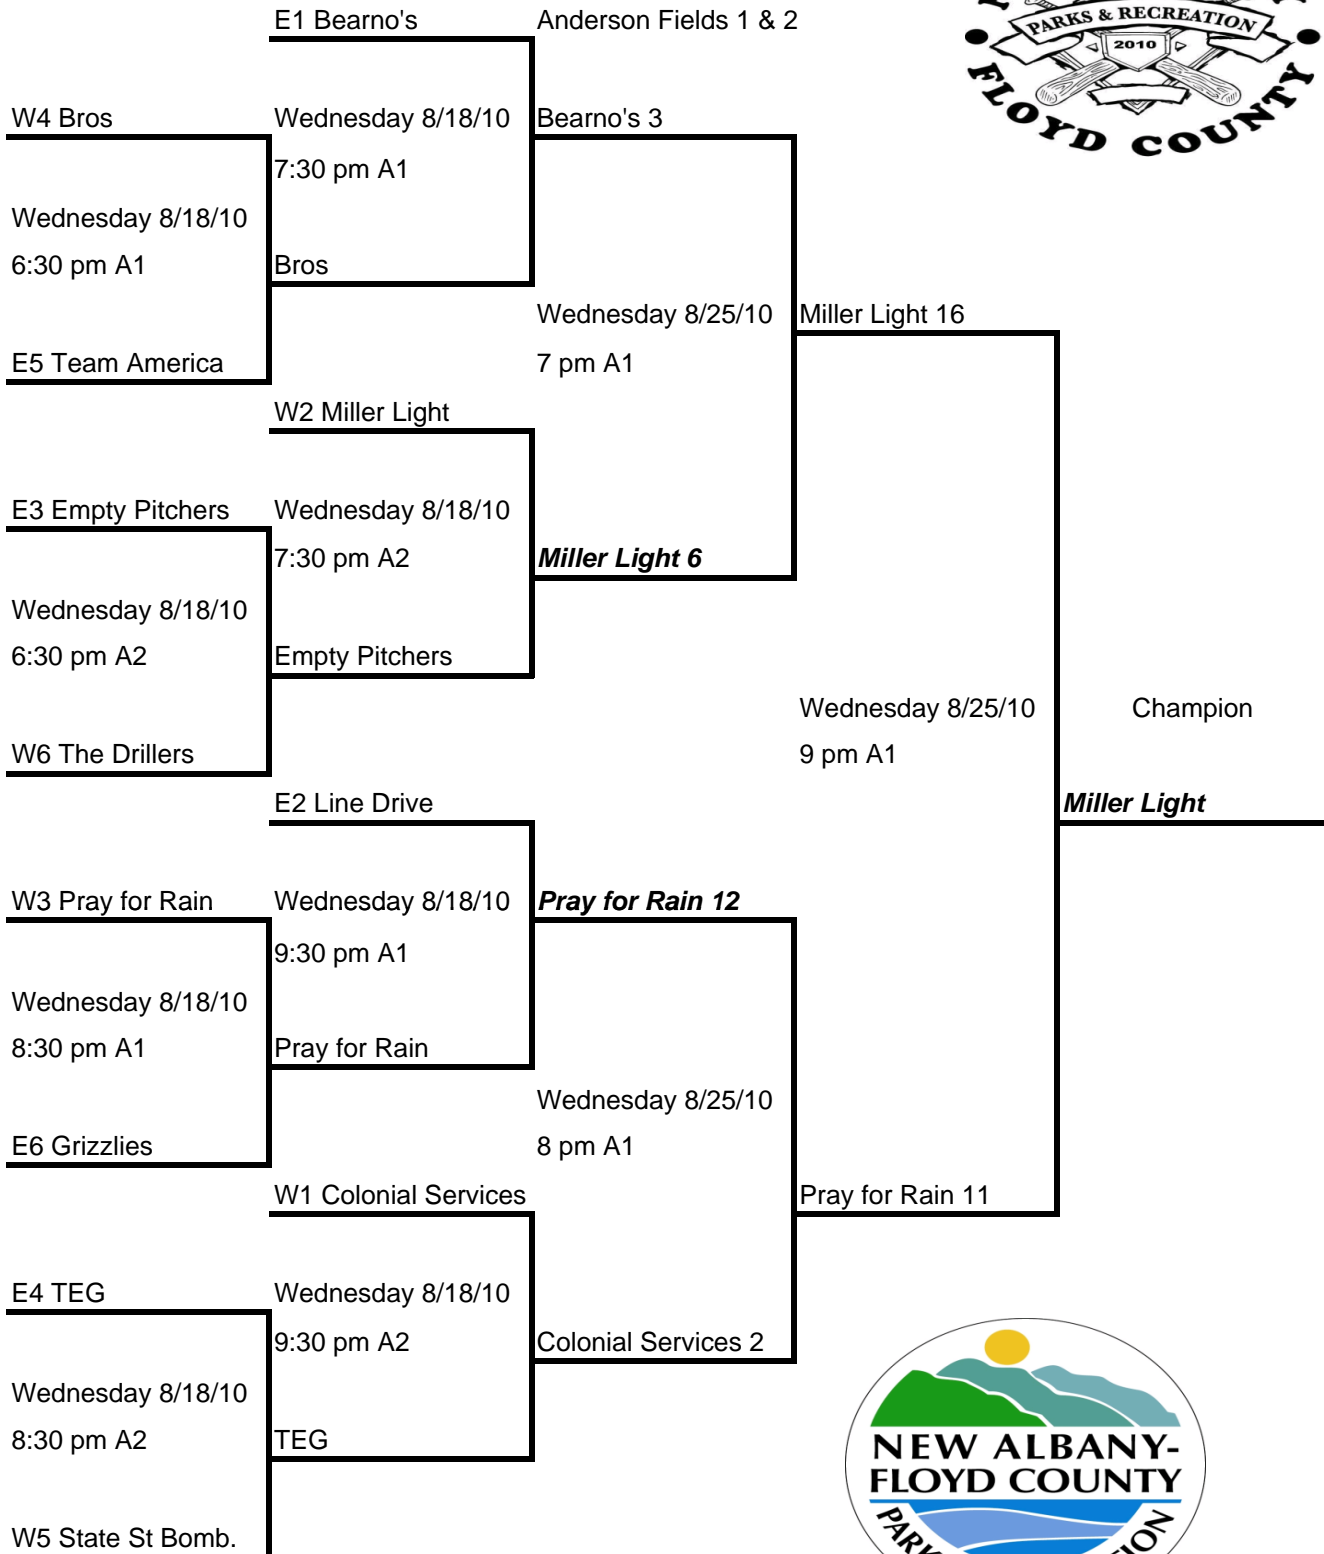 E1 Bearno's
Anderson Fields 1 & 2
PARKS & RECREATION
2010
FLOYD COUNTY
W4 Bros
Wednesday 8/18/10
Bearno's 3
7:30 pm A1
Wednesday 8/18/10
6:30 pm A1
Bros
Wednesday 8/25/10
Miller Light 16
E5 Team America
7 pm A1
W2 Miller Light
E3 Empty Pitchers
Wednesday 8/18/10
7:30 pm A2
Miller Light 6
Wednesday 8/18/10
6:30 pm A2
Empty Pitchers
Wednesday 8/25/10
Champion
W6 The Drillers
9 pm A1
E2 Line Drive
Miller Light
W3 Pray for Rain
Wednesday 8/18/10
Pray for Rain 12
9:30 pm A1
Wednesday 8/18/10
8:30 pm A1
Pray for Rain
Wednesday 8/25/10
E6 Grizzlies
8 pm A1
W1 Colonial Services
Pray for Rain 11
E4 TEG
Wednesday 8/18/10
9:30 pm A2
Colonial Services 2
Wednesday 8/18/10
8:30 pm A2
TEG
NEW ALBANY-
FLOYD COUNTY
W5 State St Bomb.